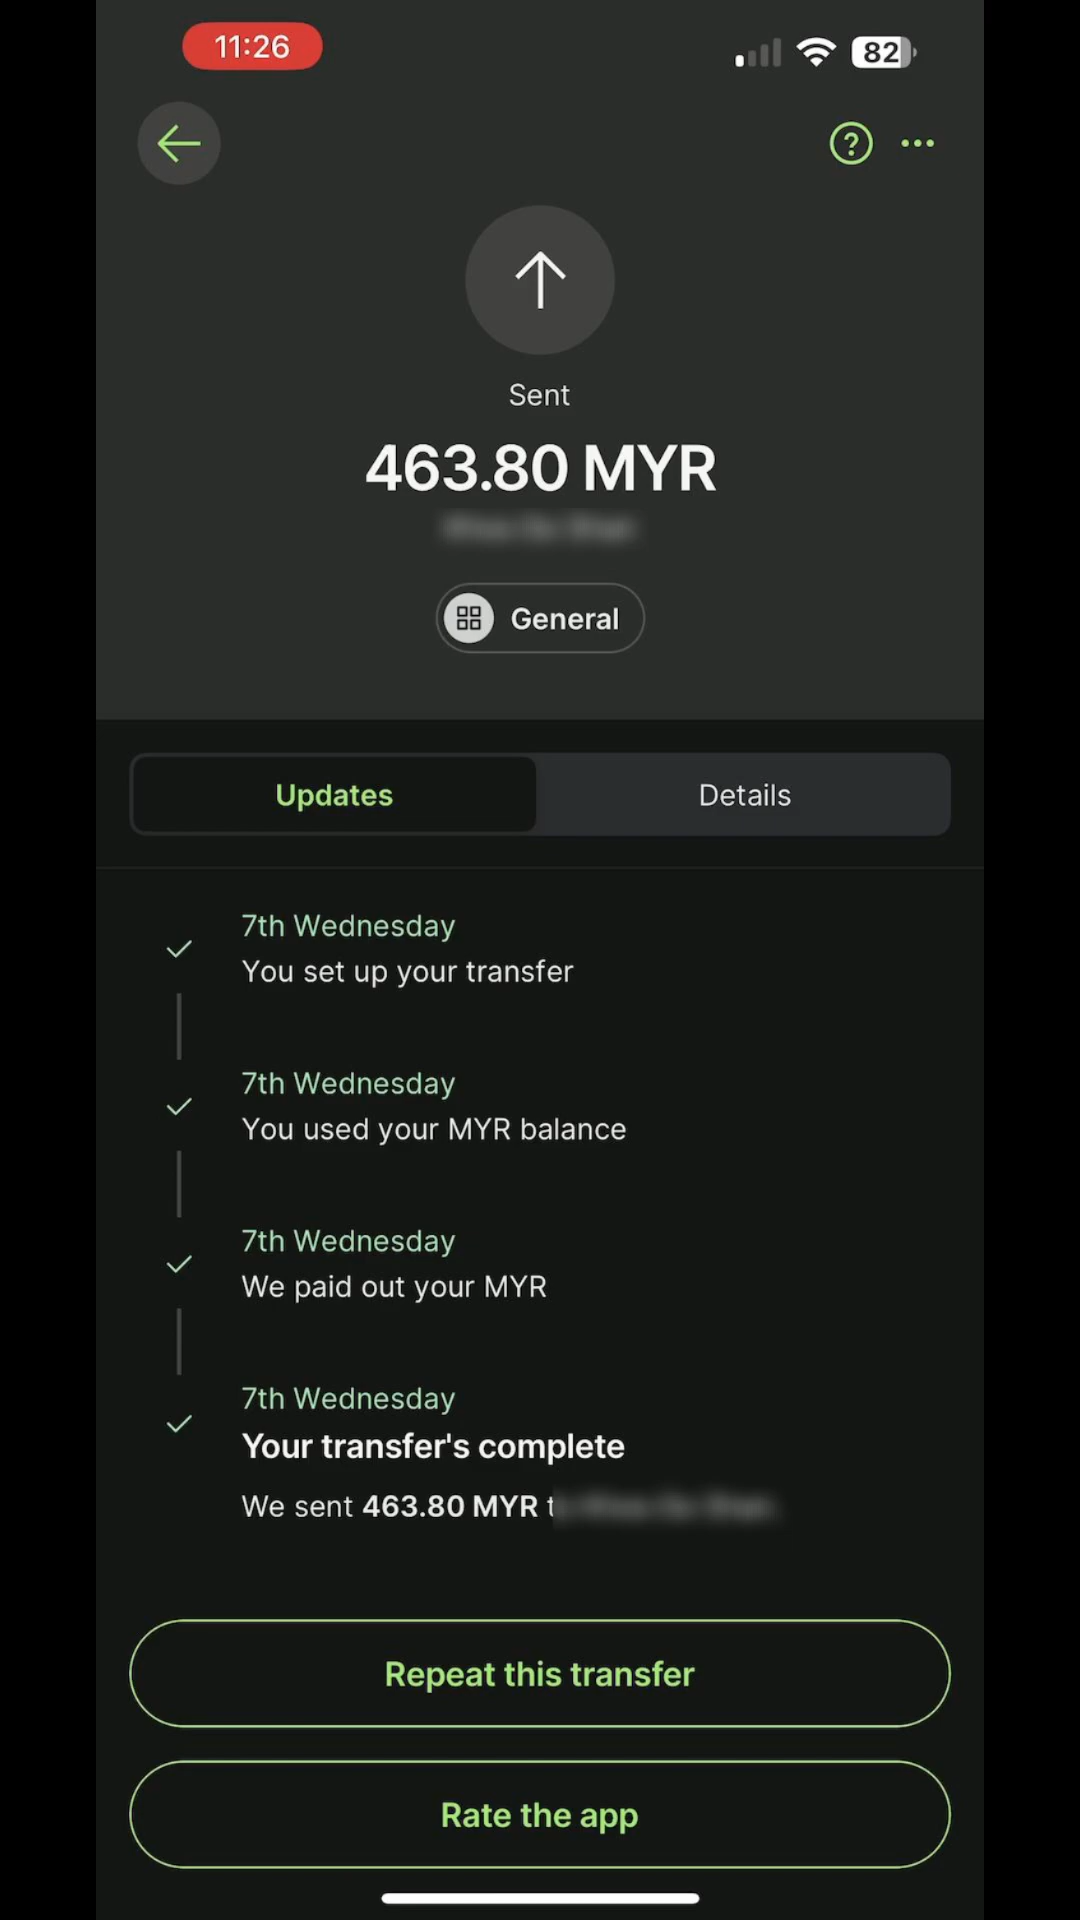 11:26
82
?
Sent
463.80 MYR
General
Updates
Details
7th Wednesday
You set up your transfer
7th Wednesday
You used your MYR balance
7th Wednesday
We paid out your MYR
7th Wednesday
Your transfer's complete
We sent 463.80 MYR
Repeat this transfer
Rate the app